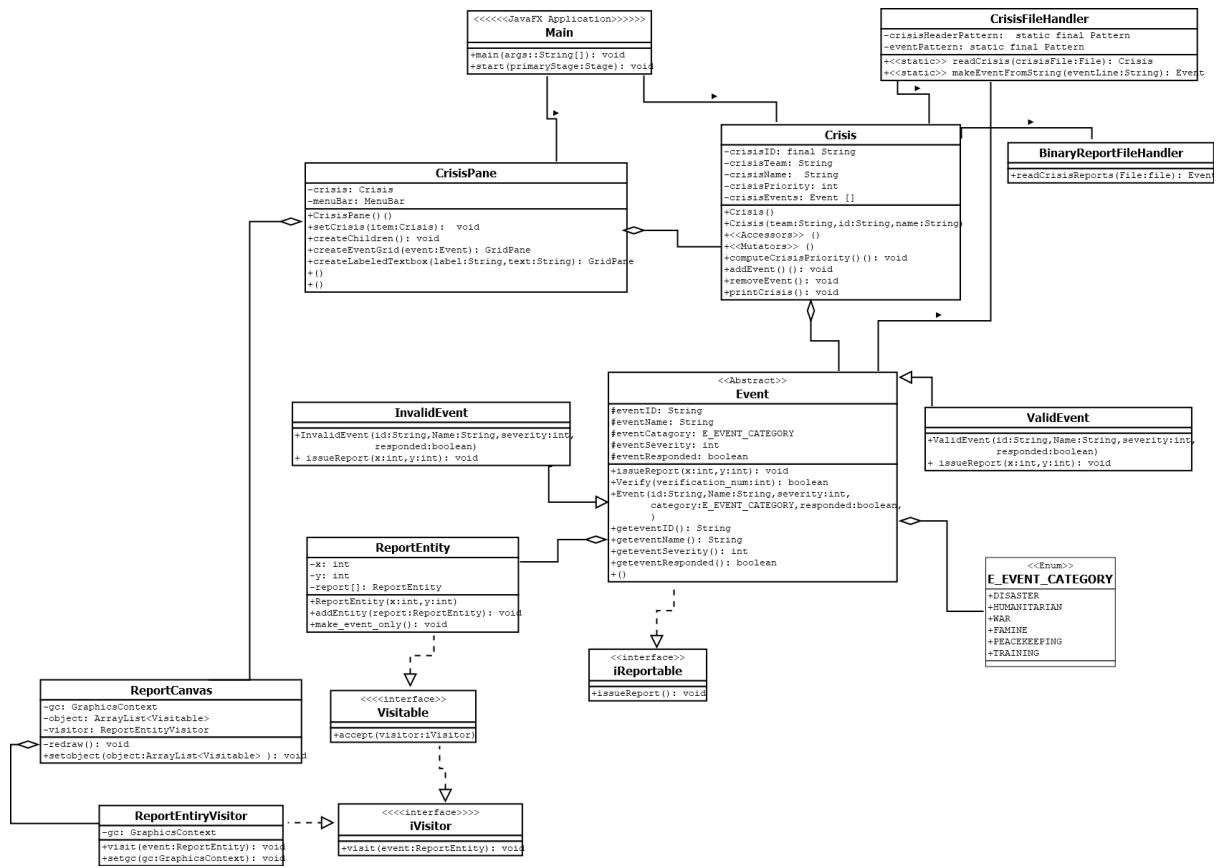 <<<<<<JavaFX Application>>>>>>
Main
+main(args::String[]): void
+start(primaryStage:Stage): void
CrisisFileHandler
-crisisHeaderPattern:  static final Pattern
-eventPattern: static final Pattern
+<<static>> readCrisis(crisisFile:File): Crisis
+<<static>> makeEventFromString(eventLine:String): Event
Crisis
-crisisID: final String
-crisisTeam: String
-crisisName:  String
-crisisPriority: int
-crisisEvents: Event []
+Crisis()
+Crisis(team:String,id:String,name:String)
+<<Accessors>> ()
+<<Mutators>> ()
+computeCrisisPriority()(): void
+addEvent()(): void
+removeEvent(): void
+printCrisis(): void
BinaryReportFileHandler
+readCrisisReports(File:file): Event
CrisisPane
-crisis: Crisis
-menuBar: MenuBar
+CrisisPane()()
+setCrisis(item:Crisis):  void
+createChildren(): void
+createEventGrid(event:Event): GridPane
+createLabeledTextbox(label:String,text:String): GridPane
+()
+()
<<Abstract>>
Event
#eventID: String
#eventName: String
#eventCatagory: E_EVENT_CATEGORY
#eventSeverity: int
#eventResponded: boolean
+issueReport(x:int,y:int): void
+Verify(verification_num:int): boolean
+Event(id:String,Name:String,severity:int,
category:E_EVENT_CATEGORY,responded:boolean,
)
+geteventID(): String
+geteventName(): String
+geteventSeverity(): int
+geteventResponded(): boolean
+()
InvalidEvent
+InvalidEvent(id:String,Name:String,severity:int,
responded:boolean)
+ issueReport(x:int,y:int): void
ValidEvent
+ValidEvent(id:String,Name:String,severity:int,
responded:boolean)
+ issueReport(x:int,y:int): void
ReportEntity
-x: int
-y: int
-report[]: ReportEntity
+ReportEntity(x:int,y:int)
+addEntity(report:ReportEntity): void
+make_event_only(): void
<<Enum>>
E_EVENT_CATEGORY
+DISASTER
+HUMANITARIAN
+WAR
+FAMINE
+PEACEKEEPING
+TRAINING
<<interface>>
iReportable
+issueReport(): void
ReportCanvas
-gc: GraphicsContext
-object: ArrayList<Visitable>
-visitor: ReportEntityVisitor
-redraw(): void
+setobject(object:ArrayList<Visitable> ): void
<<<<interface>>
Visitable
+accept(visitor:iVisitor)
ReportEntiryVisitor
-gc: GraphicsContext
+visit(event:ReportEntity): void
+setgc(gc:GraphicsContext): void
<<<<interface>>>>
iVisitor
+visit(event:ReportEntity): void